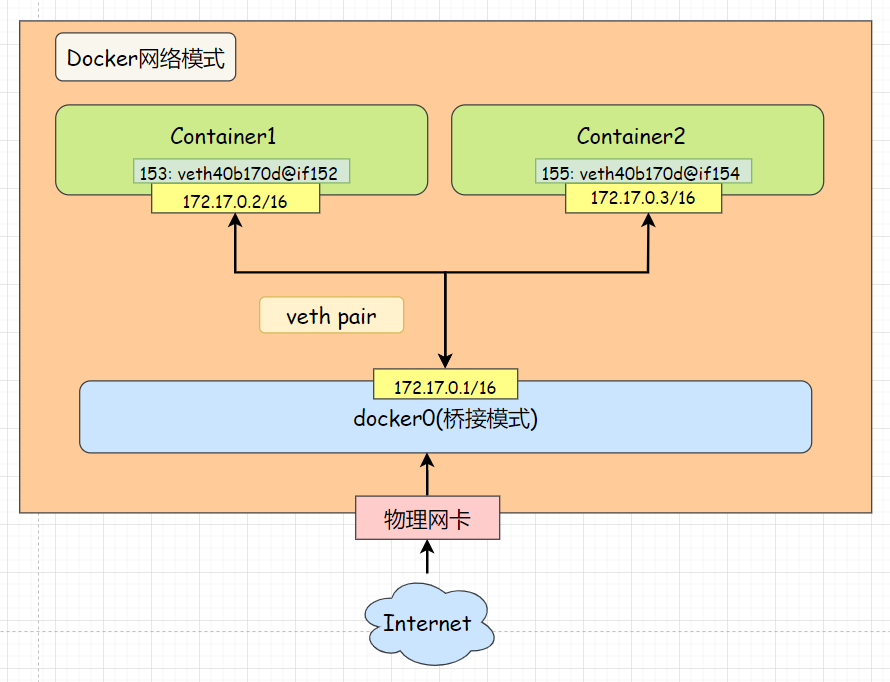 Docker网络模式
Container1
153: veth40b170d@if152
172.17.0.2/16
Container2
155: veth40b170d@if154
172.17.0.3/16
veth pair
172.17.0.1/16
docker0(桥接模式)
物理网卡
Internet